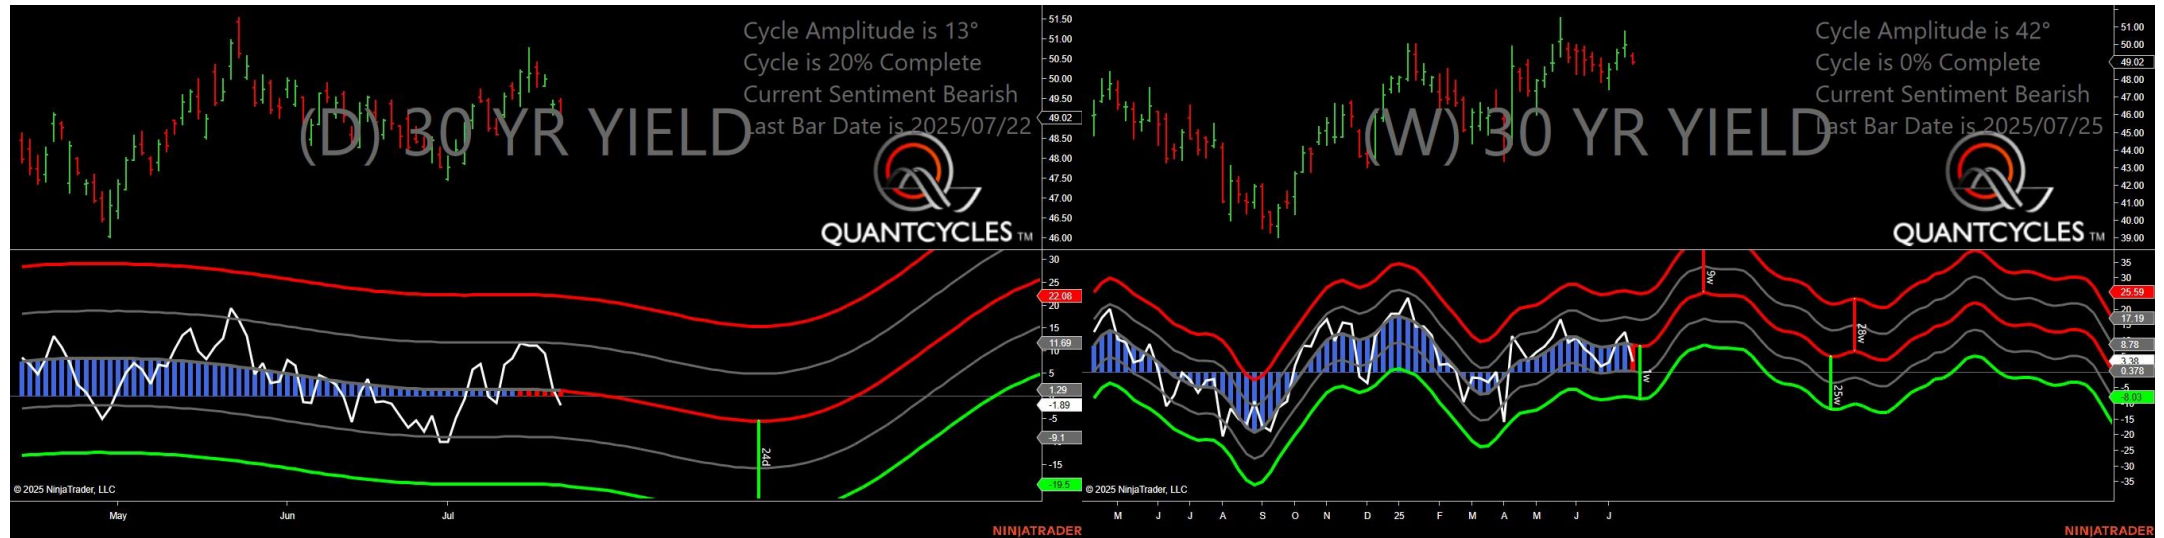 Cycle Amplitude is 13°
Cycle is 20% Complete
Current Sentiment Bearish
Last Bar Date is 2025/07/22
(D) 30 YR YIELD
QUANTCYCLES TM
51.50
51.00
50.50
50.00
49.50
49.02
48.50
48.00
47.50
47.00
46.50
46.00
30
25
22.08
20
15
11.69
10
5
1.29
-1.89
-5
-9.1
-15
-19.5
24d
© 2025 NinjaTrader, LLC
May
Jun
Jul
NINJATRADER
Cycle Amplitude is 42°
Cycle is 0% Complete
Current Sentiment Bearish
Last Bar Date is 2025/07/25
(W) 30 YR YIELD
QUANTCYCLES TM
51.00
50.00
49.02
48.00
47.00
46.00
45.00
44.00
43.00
42.00
41.00
40.00
39.00
35
30
25.59
20
17.19
8.78
3.38
0.378
-5
-8.03
-15
-20
-25
-30
-35
9w
28w
1w
25w
© 2025 NinjaTrader, LLC
M
J
J
A
S
O
N
D
25
F
M
A
M
J
J
NINJATRADER